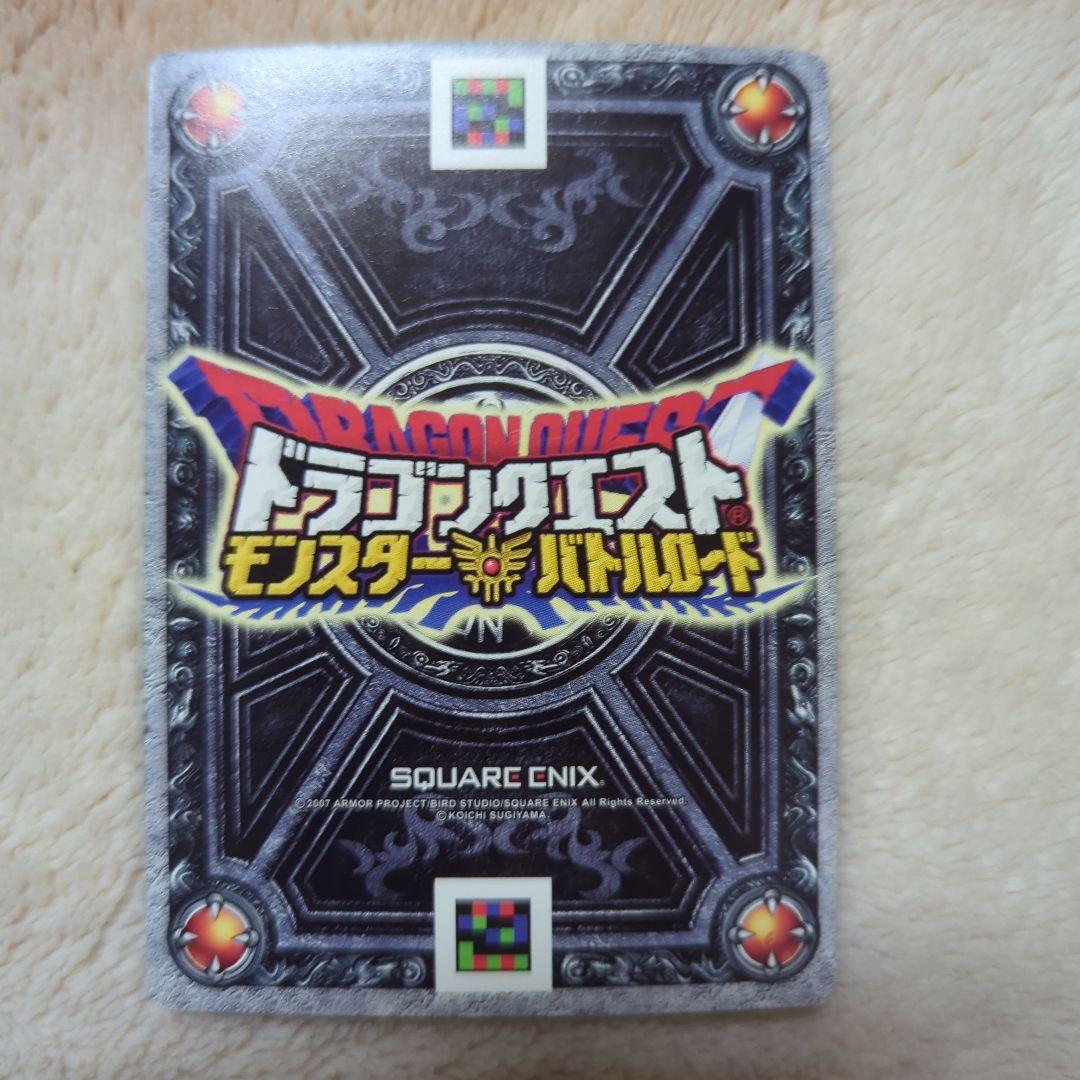 DRAGON QUEST
ドラゴンクエスト®
モンスター バトルロード
SQUARE ENIX®
©2007 ARMOR PROJECT/BIRD STUDIO/SQUARE ENIX All Rights Reserved.
©KOICHI SUGIYAMA.